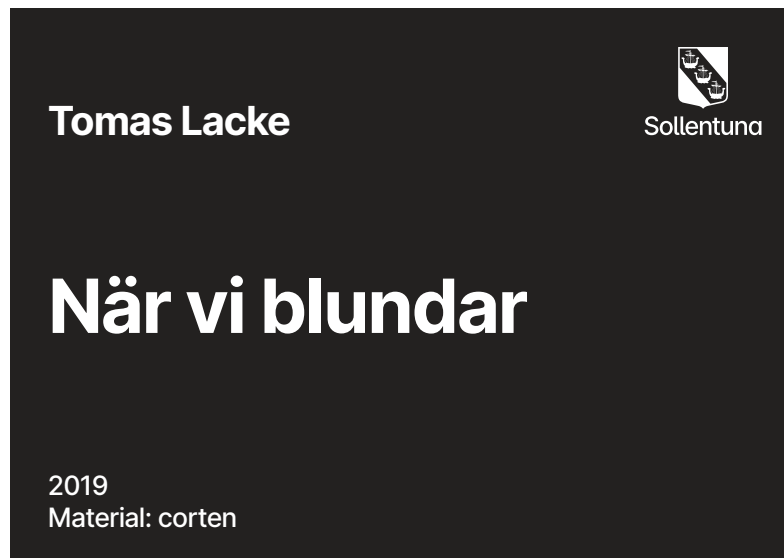 Tomas Lacke
Sollentuna
När vi blundar
2019
Material: corten